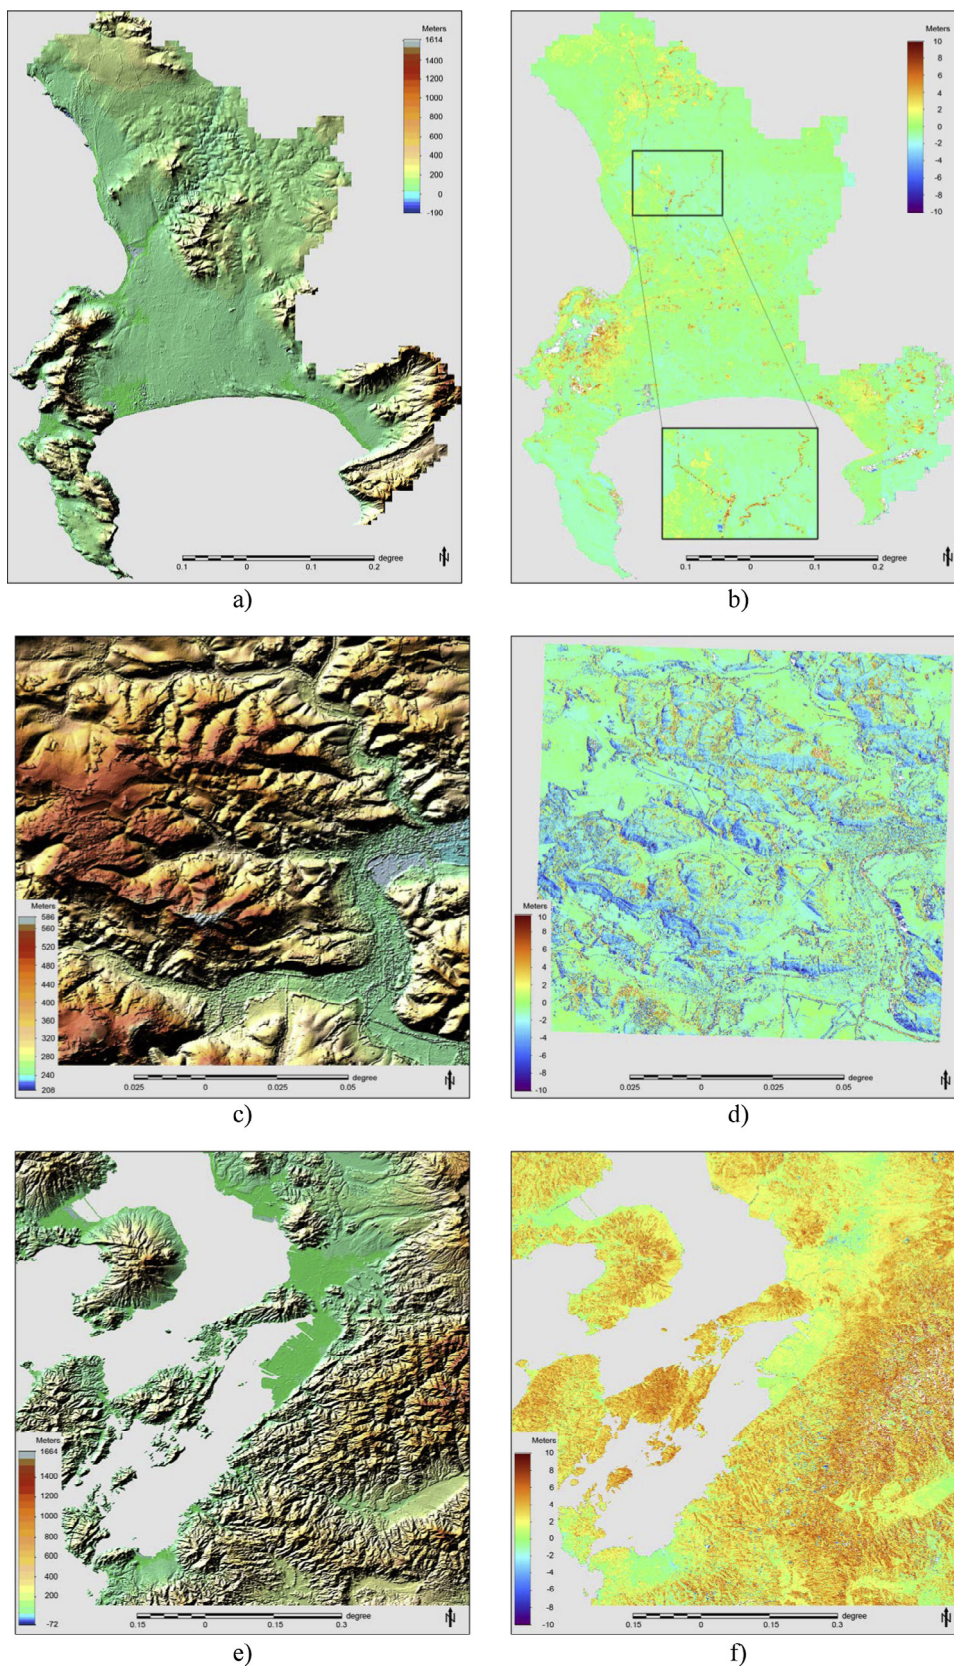 Meters
1614
1400
1000
800
600
400
200
0
-190
0.1 0 0.1 0.2 degree
N
a)
Meters
10
8
6
4
2
0
-2
-4
-6
-8
-10
0.1 0 0.1 0.2 degree
N
b)
Meters
586
560
520
480
440
400
360
320
280
240
208
0.025 0 0.025 0.05 degree
N
c)
Meters
10
8
6
4
2
0
-2
-4
-6
-8
-10
0.025 0 0.025 0.05 degree
N
d)
Meters
1664
1400
1000
800
600
400
200
-72
0.15 0 0.15 0.3 degree
N
e)
Meters
10
8
6
4
2
0
-2
-4
-6
-8
-10
0.15 0 0.15 0.3 degree
N
f)